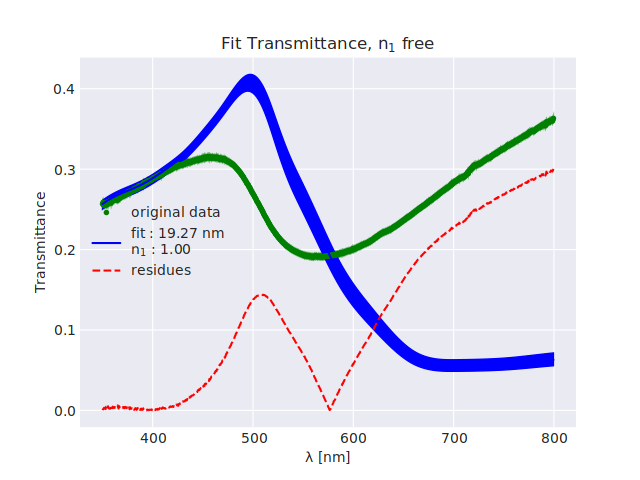 Fit Transmittance, n₁ free
Transmittance
0.4
0.3
0.2
0.1
0.0
original data
fit : 19.27 nm
n₁ : 1.00
residues
400 500 600 700 800
λ [nm]